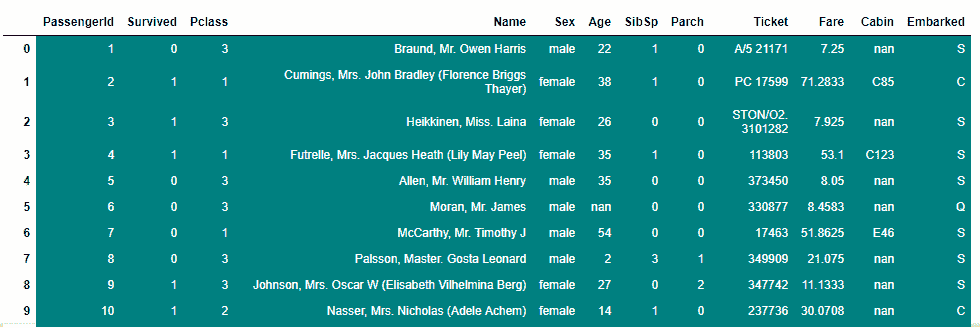 PassengerId Survived Pclass Name Sex Age SibSp Parch Ticket Fare Cabin Embarked
0 1 0 3 Braund, Mr. Owen Harris male 22 1 0 A/5 21171 7.25 nan S
1 2 1 1 Cumings, Mrs. John Bradley (Florence Briggs Thayer) female 38 1 0 PC 17599 71.2833 C85 C
2 3 1 3 Heikkinen, Miss. Laina female 26 0 0 STON/O2. 3101282 7.925 nan S
3 4 1 1 Futrelle, Mrs. Jacques Heath (Lily May Peel) female 35 1 0 113803 53.1 C123 S
4 5 0 3 Allen, Mr. William Henry male 35 0 0 373450 8.05 nan S
5 6 0 3 Moran, Mr. James male nan 0 0 330877 8.4583 nan Q
6 7 0 1 McCarthy, Mr. Timothy J male 54 0 0 17463 51.8625 E46 S
7 8 0 3 Palsson, Master. Gosta Leonard male 2 3 1 349909 21.075 nan S
8 9 1 3 Johnson, Mrs. Oscar W (Elisabeth Vilhelmina Berg) female 27 0 2 347742 11.1333 nan S
9 10 1 2 Nasser, Mrs. Nicholas (Adele Achem) female 14 1 0 237736 30.0708 nan C